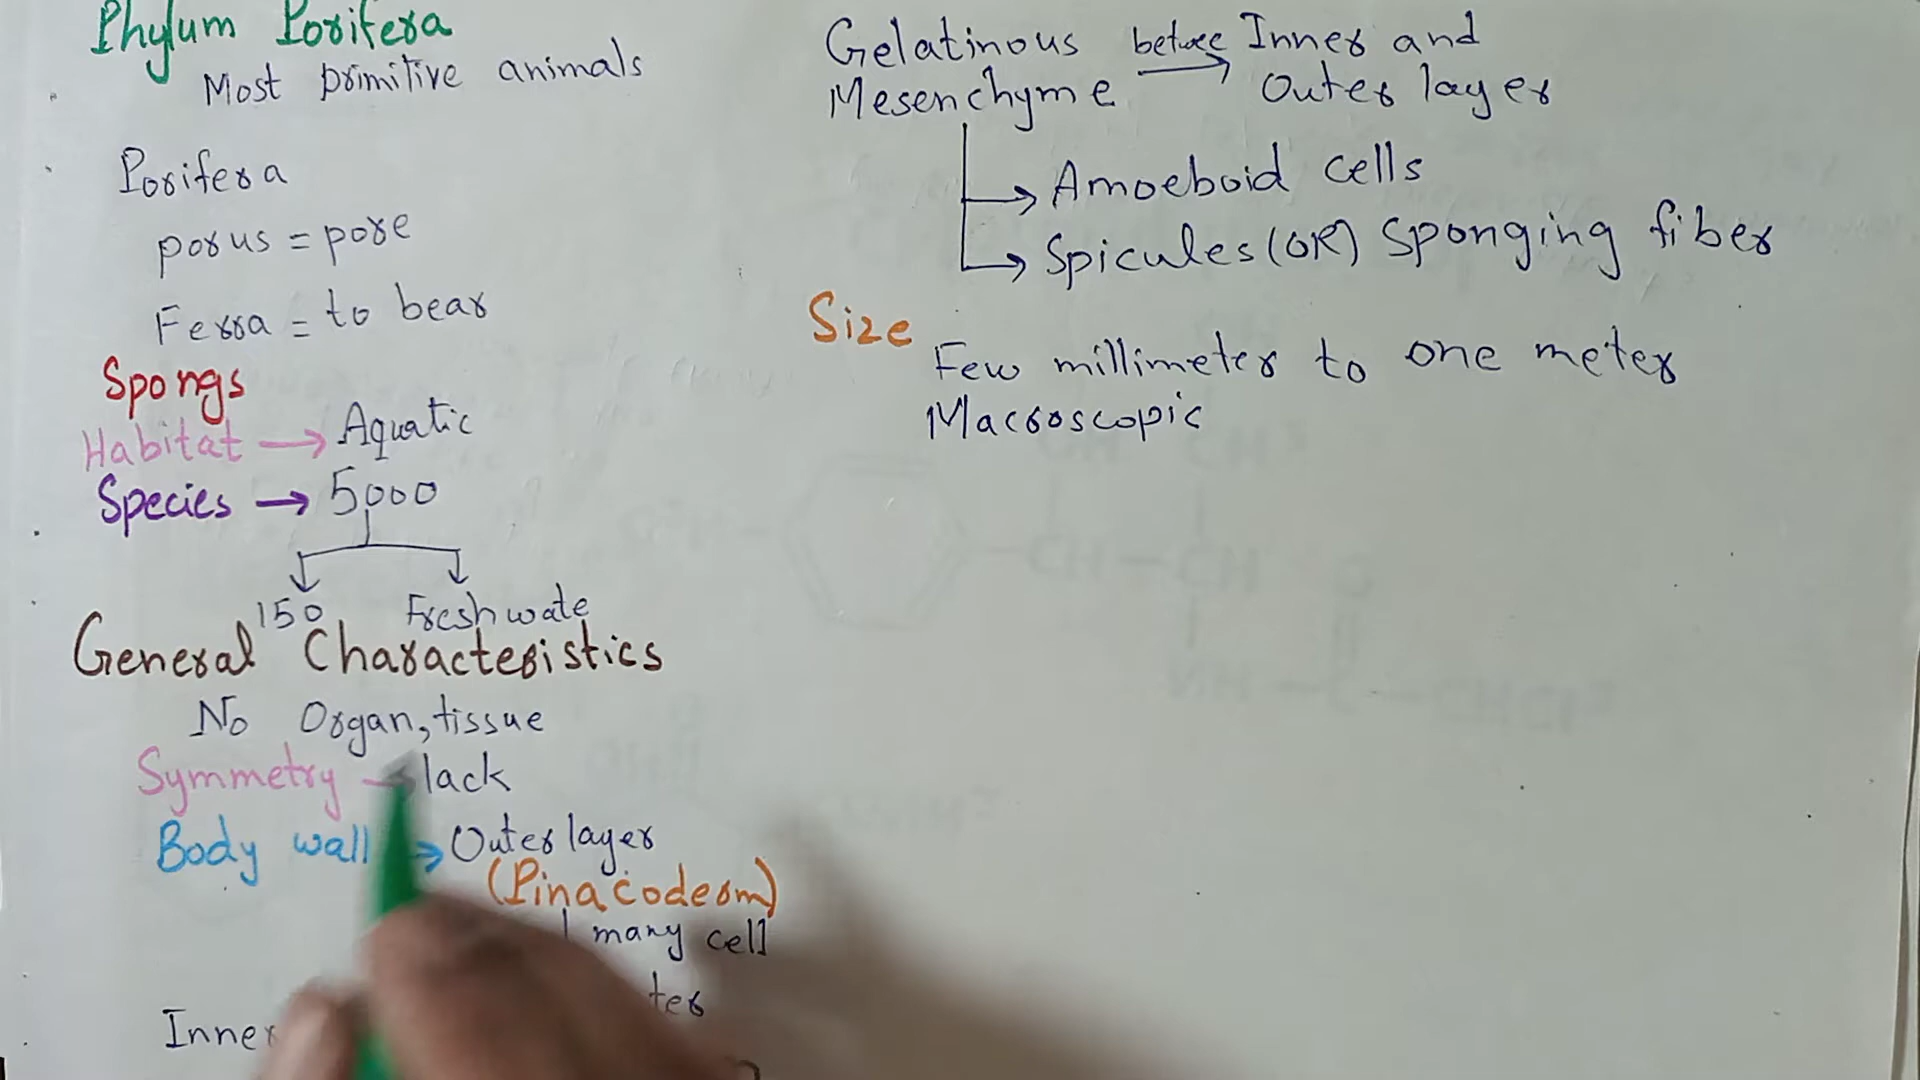 Phylum Porifera
Most primitive animals
Porifera
porus = pore
Ferra = to bear
Spongs
Habitat → Aquatic
Species → 5000
150 Freshwate
General Characteristics
No Organ, tissue
Symmetry - lack
Body wall → Outer layer
(Pinacoderm)
many cell
Inner
Gelatinous betwee Inner and
Mesenchyme → Outer layer
→ Amoeboid cells
→ Spicules (OR) Sponging fiber
Size
Few millimeter to one meter
Macroscopic